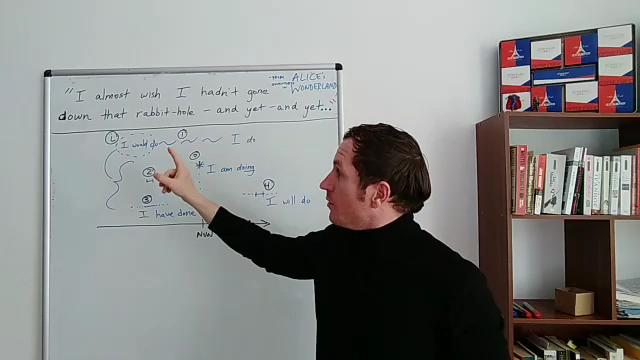 "I almost wish I hadn't gone
ALICE's
WONDERLAND
down that rabbit-hole – and yet – and yet..."
I would do
1
I do
2
I am doing
3
I have done
4
I will do
NOW